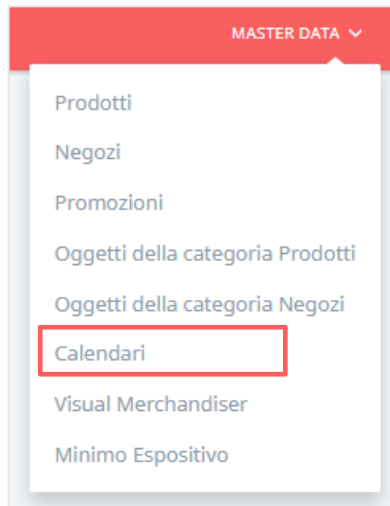 MASTER DATA
Prodotti
Negozi
Promozioni
Oggetti della categoria Prodotti
Oggetti della categoria Negozi
Calendari
Visual Merchandiser
Minimo Espositivo